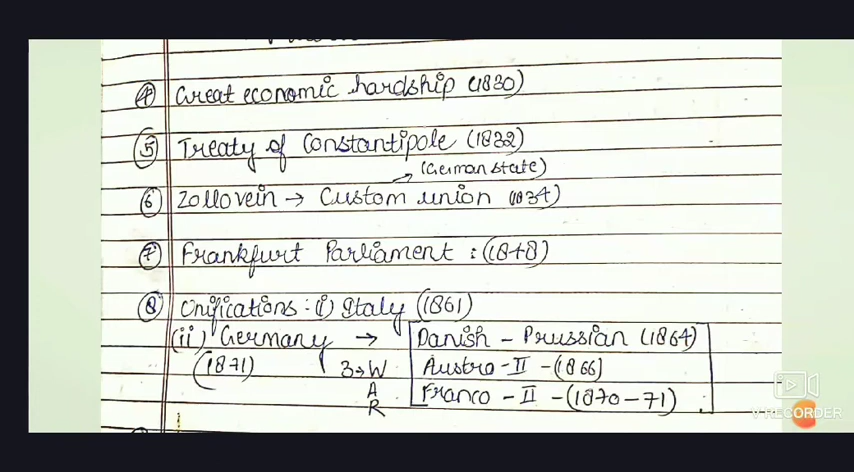 ④ Great economic hardship (1830)
⑤ Treaty of Constantipole (1832)
(German state)
⑥ Zollovein → Custom union (1834)
⑦ Frankfurt Parliament : (1848)
⑧ Unifications : (i) Italy (1861)
(ii) Germany → Danish - Prussian (1864)
(1871) 3→ W Austro - II - (1866)
A
R Franco - II - (1870-71)
V RECORDER